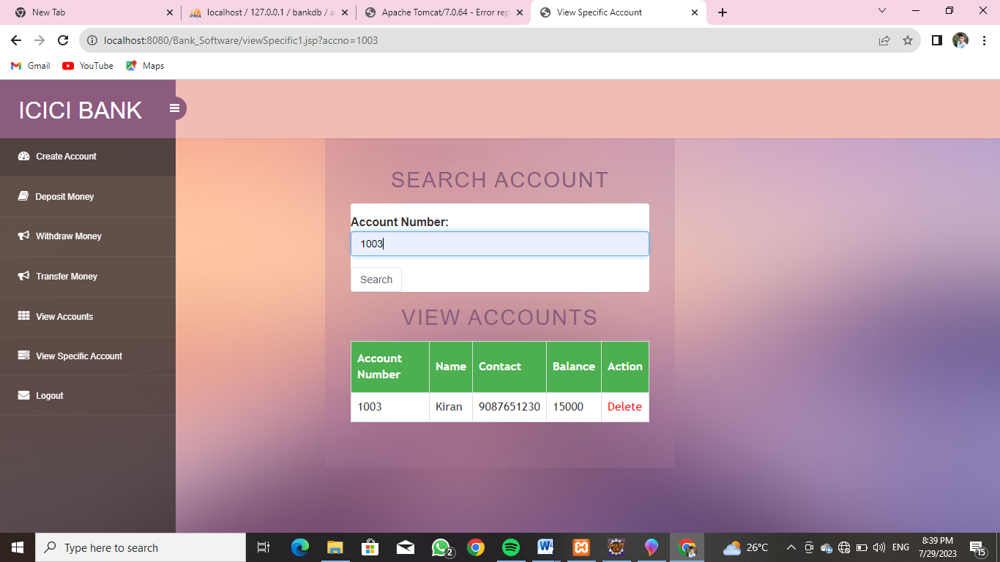 New Tab
localhost / 127.0.0.1 / bankdb / a
Apache Tomcat/7.0.64 - Error rep
View Specific Account
localhost:8080/Bank_Software/viewSpecific1.jsp?accno=1003
Gmail
YouTube
Maps
ICICI BANK
Create Account
Deposit Money
Withdraw Money
Transfer Money
View Accounts
View Specific Account
Logout
SEARCH ACCOUNT
Account Number:
1003
Search
VIEW ACCOUNTS
Account Number Name Contact Balance Action
1003 Kiran 9087651230 15000 Delete
Type here to search
2
26°C
ENG
8:39 PM
7/29/2023
15